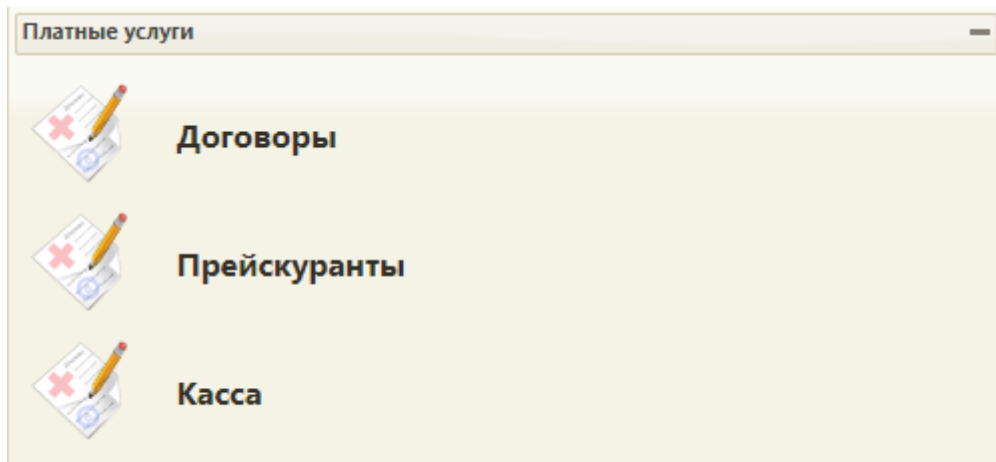 Платные услуги
Договоры
Прейскуранты
Касса